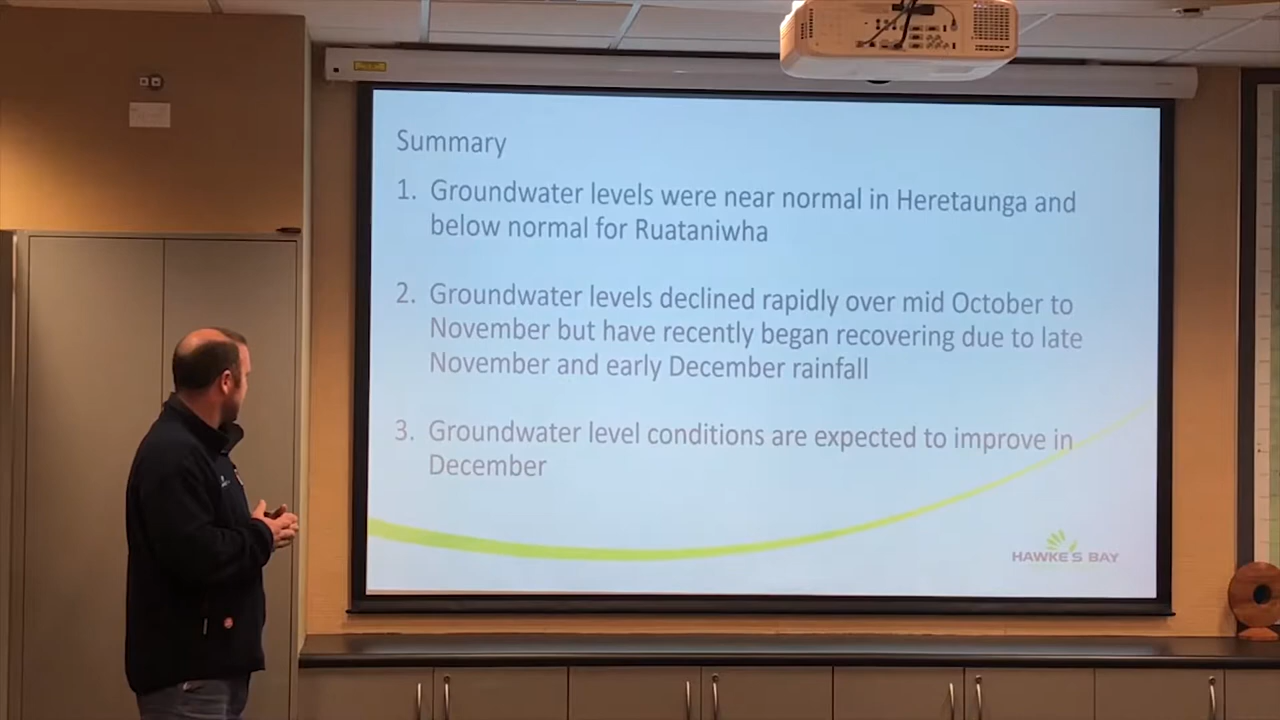 Summary
1. Groundwater levels were near normal in Heretaunga and
below normal for Ruataniwha
2. Groundwater levels declined rapidly over mid October to
November but have recently began recovering due to late
November and early December rainfall
3. Groundwater level conditions are expected to improve in
December
HAWKE'S BAY